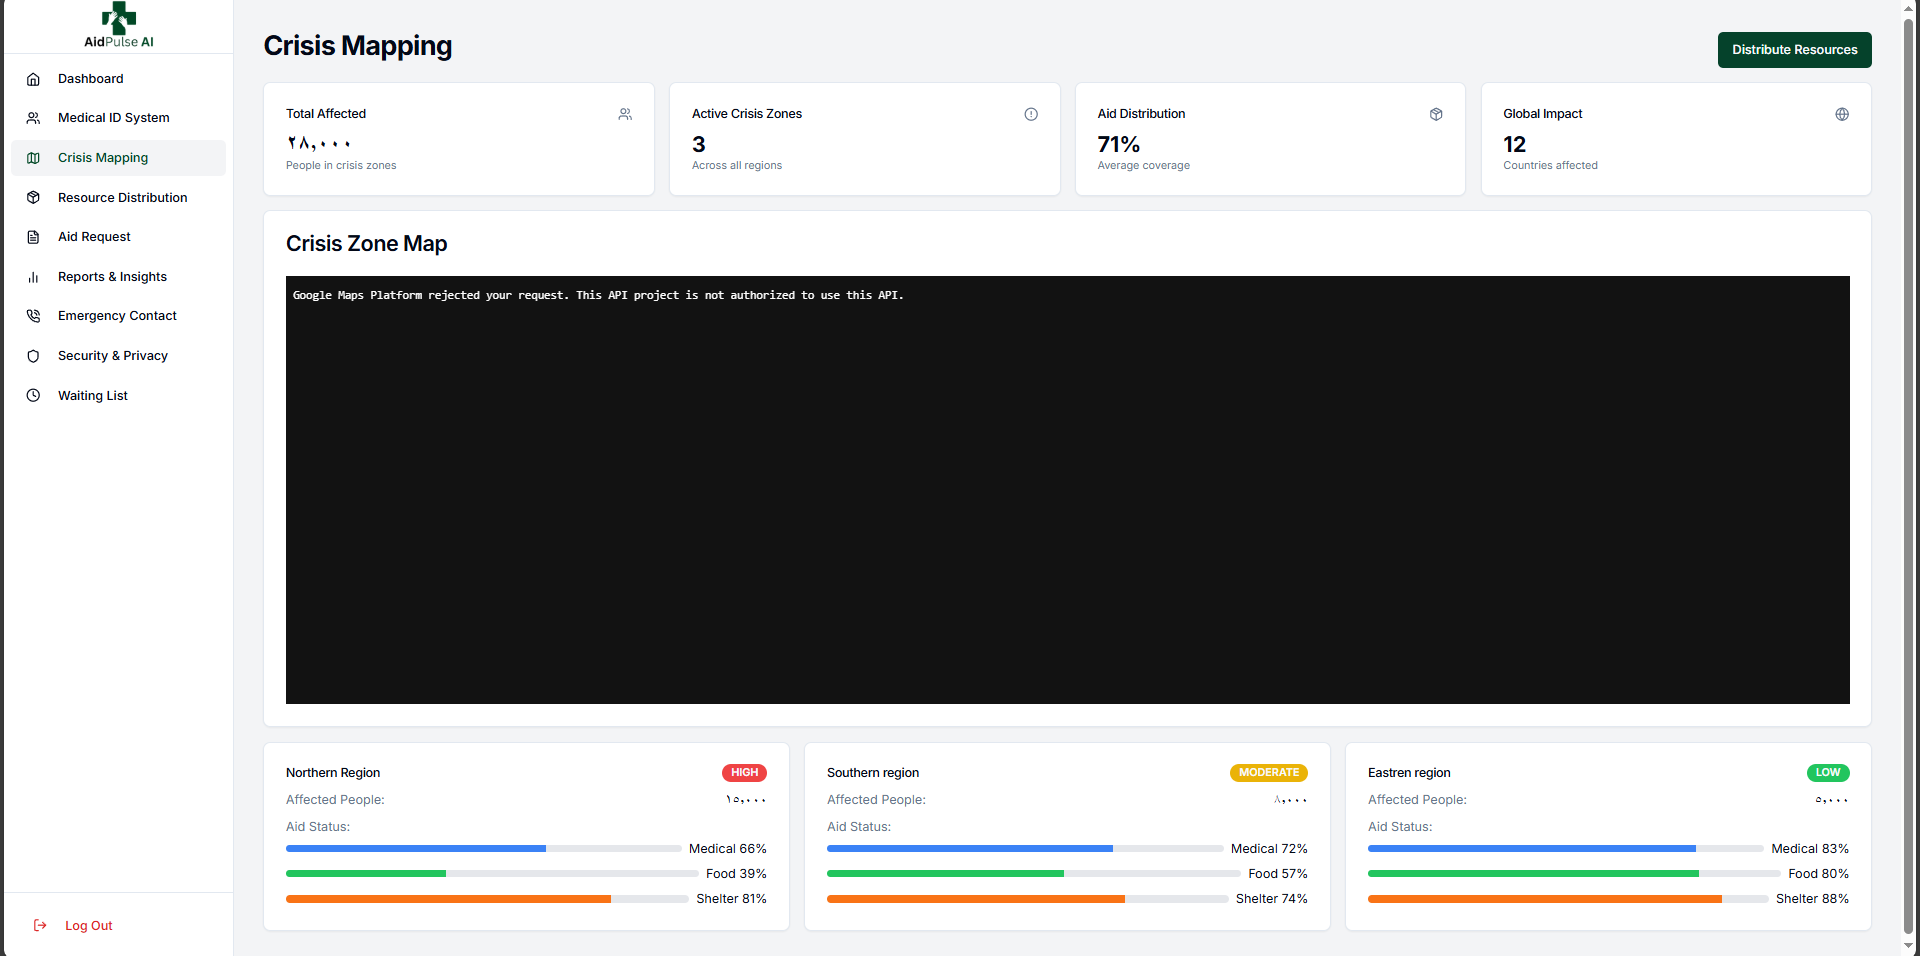 AidPulse AI
Dashboard
Medical ID System
Crisis Mapping
Resource Distribution
Aid Request
Reports & Insights
Emergency Contact
Security & Privacy
Waiting List
Log Out
Crisis Mapping
Distribute Resources
Total Affected
٢٨,٠٠٠
People in crisis zones
Active Crisis Zones
3
Across all regions
Aid Distribution
71%
Average coverage
Global Impact
12
Countries affected
Crisis Zone Map
Google Maps Platform rejected your request. This API project is not authorized to use this API.
Northern Region HIGH
Affected People: ١٥,٠٠٠
Aid Status:
Medical 66%
Food 39%
Shelter 81%
Southern region MODERATE
Affected People: ٨,٠٠٠
Aid Status:
Medical 72%
Food 57%
Shelter 74%
Eastren region LOW
Affected People: ٥,٠٠٠
Aid Status:
Medical 83%
Food 80%
Shelter 88%